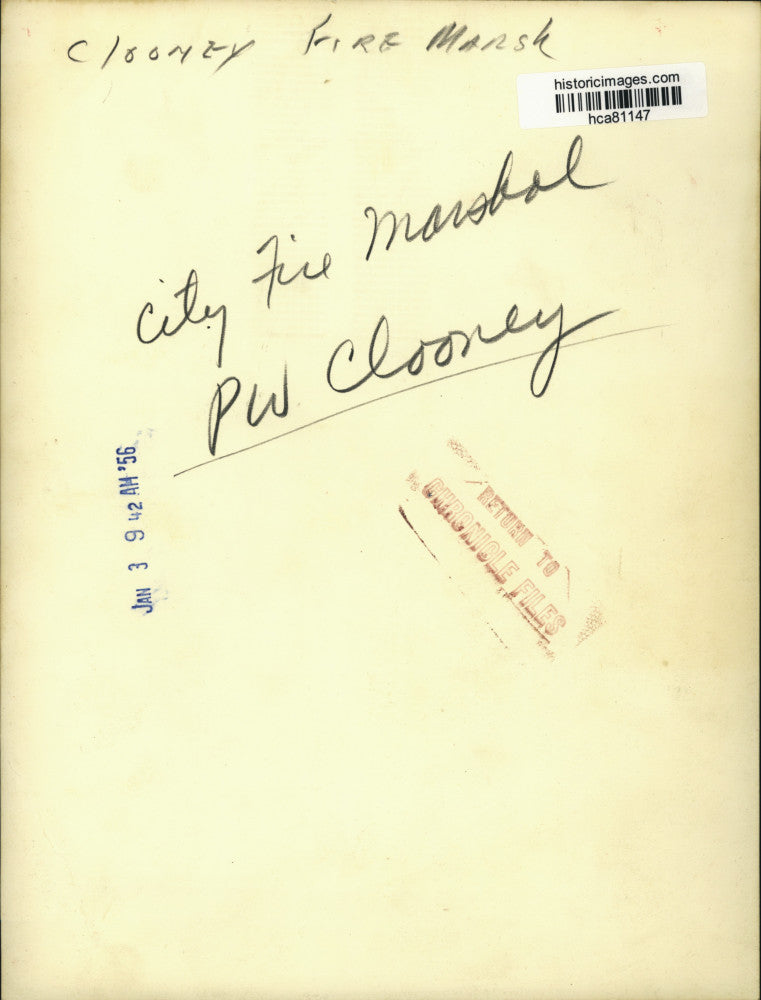 Clooney Fire Marsh
historicimages.com
hca81147
City Fire Marshal
PW Clooney
JAN 3 9 42 AM '56
RETURN TO
CHRONICLE FILES